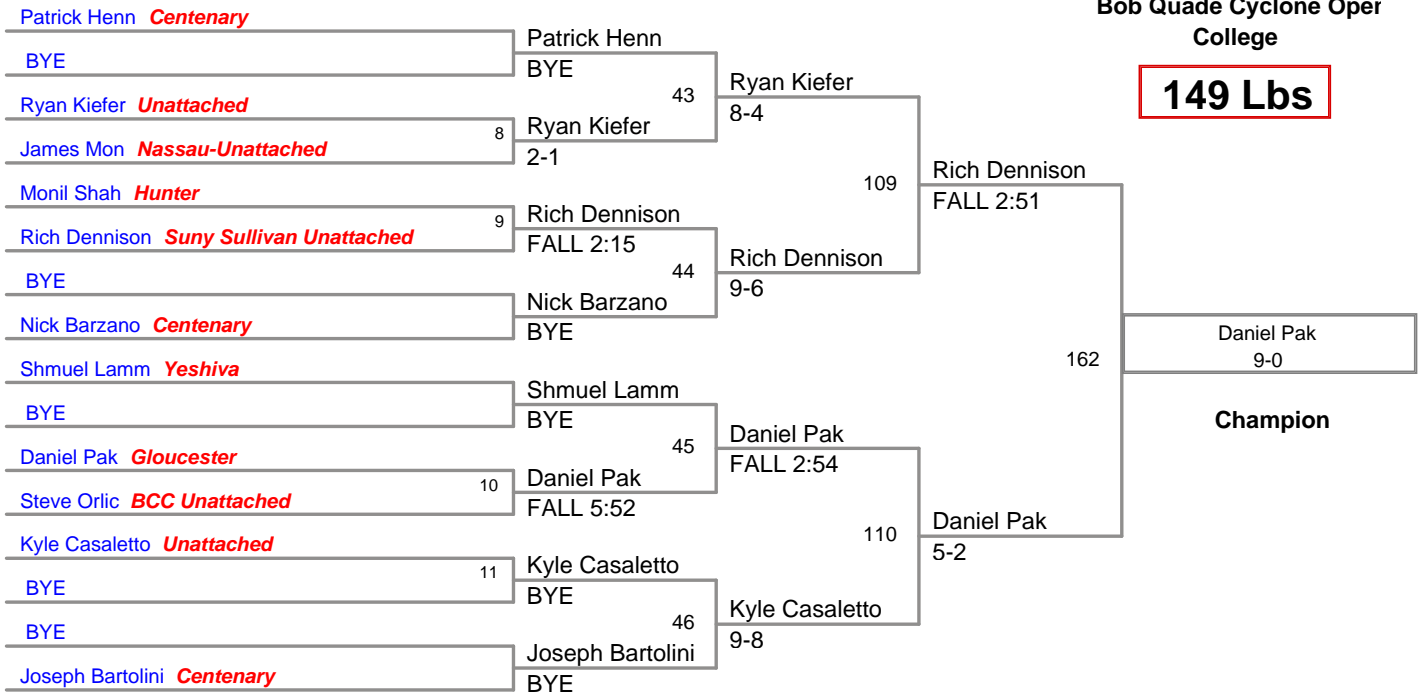 Bob Quade Cyclone Oper
College
149 Lbs
Patrick Henn Centenary
BYE
Ryan Kiefer Unattached
8
James Mon Nassau-Unattached
Monil Shah Hunter
9
Rich Dennison Suny Sullivan Unattached
BYE
Nick Barzano Centenary
Shmuel Lamm Yeshiva
BYE
Daniel Pak Gloucester
10
Steve Orlic BCC Unattached
Kyle Casaletto Unattached
11
BYE
BYE
Joseph Bartolini Centenary
Patrick Henn
BYE
43
Ryan Kiefer
2-1
Rich Dennison
FALL 2:15
44
Nick Barzano
BYE
Shmuel Lamm
BYE
45
Daniel Pak
FALL 5:52
Kyle Casaletto
BYE
46
Joseph Bartolini
BYE
Ryan Kiefer
8-4
109
Rich Dennison
9-6
Daniel Pak
FALL 2:54
110
Kyle Casaletto
9-8
Rich Dennison
FALL 2:51
162
Daniel Pak
5-2
Daniel Pak
9-0
Champion